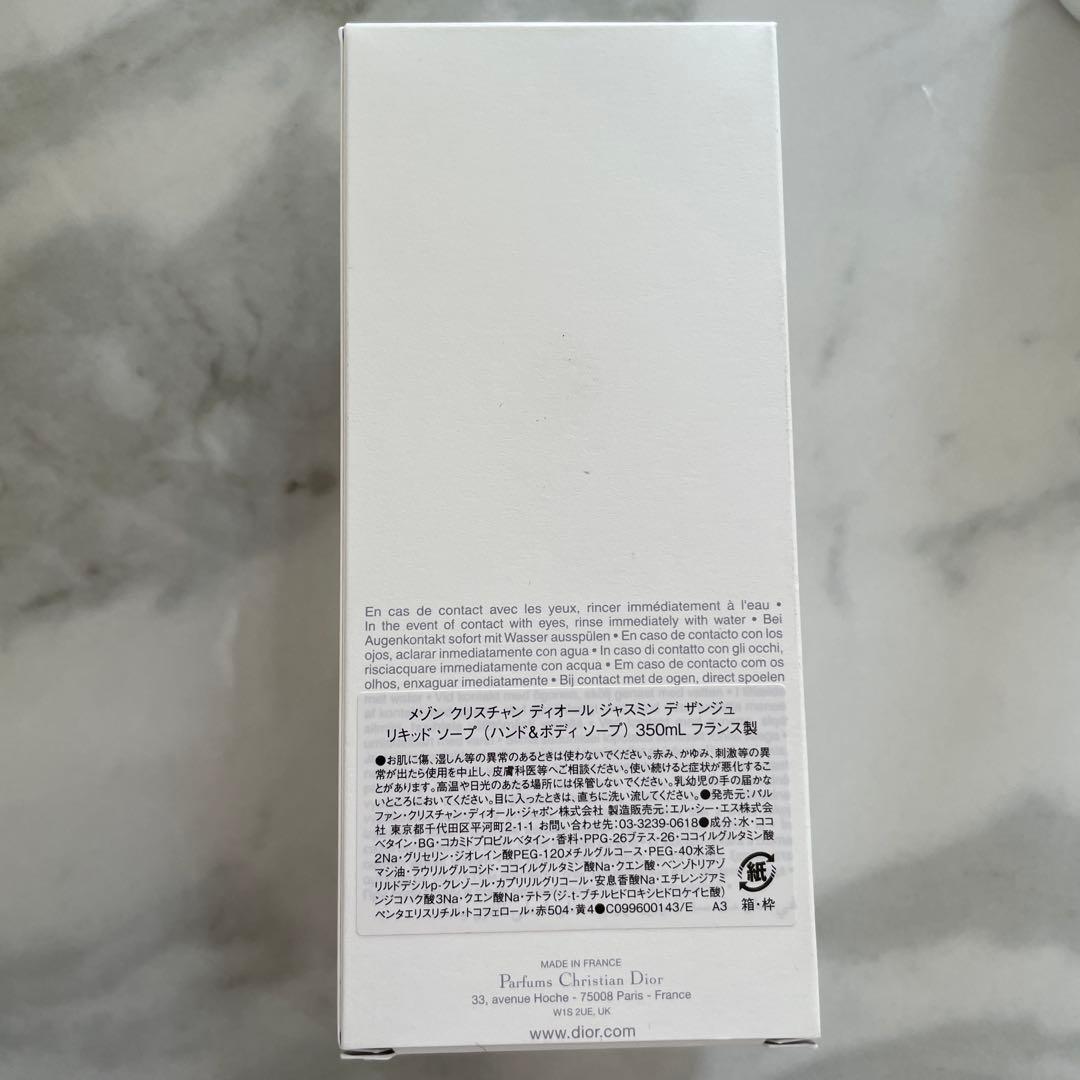 En cas de contact avec les yeux, rincer immédiatement à l'eau •
In the event of contact with eyes, rinse immediately with water • Bei
Augenkontakt sofort mit Wasser ausspülen • En caso de contacto con los
ojos, aclarar inmediatamente con agua • In caso di contatto con gli occhi,
risciacquare immediatamente con acqua • Em caso de contacto com os
olhos, enxaguar imediatamente • Bij contact met de ogen, direct spoelen
メゾン クリスチャン ディオール ジャスミン デ ザンジュ
リキッド ソープ (ハンド&ボディ ソープ) 350mL フランス製
●お肌に傷、湿しん等の異常のあるときは使わないでください。赤み、かゆみ、刺激等の異
常が出たら使用を中止し、皮膚科医等へご相談ください。使い続けると症状が悪化するこ
とがあります。高温や日光のあたる場所には保管しないでください。乳幼児の手の届かな
いところにおいてください。目に入ったときは、直ちに洗い流してください。●発売元:パル
ファン・クリスチャン・ディオール・ジャポン株式会社 製造販売元:エル・シー・エス株式会
社 東京都千代田区平河町2-1-1 お問い合わせ先:03-3239-0618●成分:水・ココ
ベタイン・BG・コカミドプロピルベタイン・香料・PPG-26ブテス-26・ココイルグルタミン酸
2Na・グリセリン・ジオレイン酸PEG-120メチルグルコース・PEG-40水添ヒ
マシ油・ラウリルグルコシド・ココイルグルタミン酸Na・クエン酸・ベンゾトリアゾ
リルドデシルp-クレゾール・カプリリルグリコール・安息香酸Na・エチレンジアミ
ンジコハク酸3Na・クエン酸Na・テトラ(ジ-t-ブチルヒドロキシヒドロケイヒ酸)
ペンタエリスリチル・トコフェロール・赤504・黄4●C099600143/E A3
紙
箱・枠
MADE IN FRANCE
Parfums Christian Dior
33, avenue Hoche - 75008 Paris - France
W1S 2UE, UK
www.dior.com